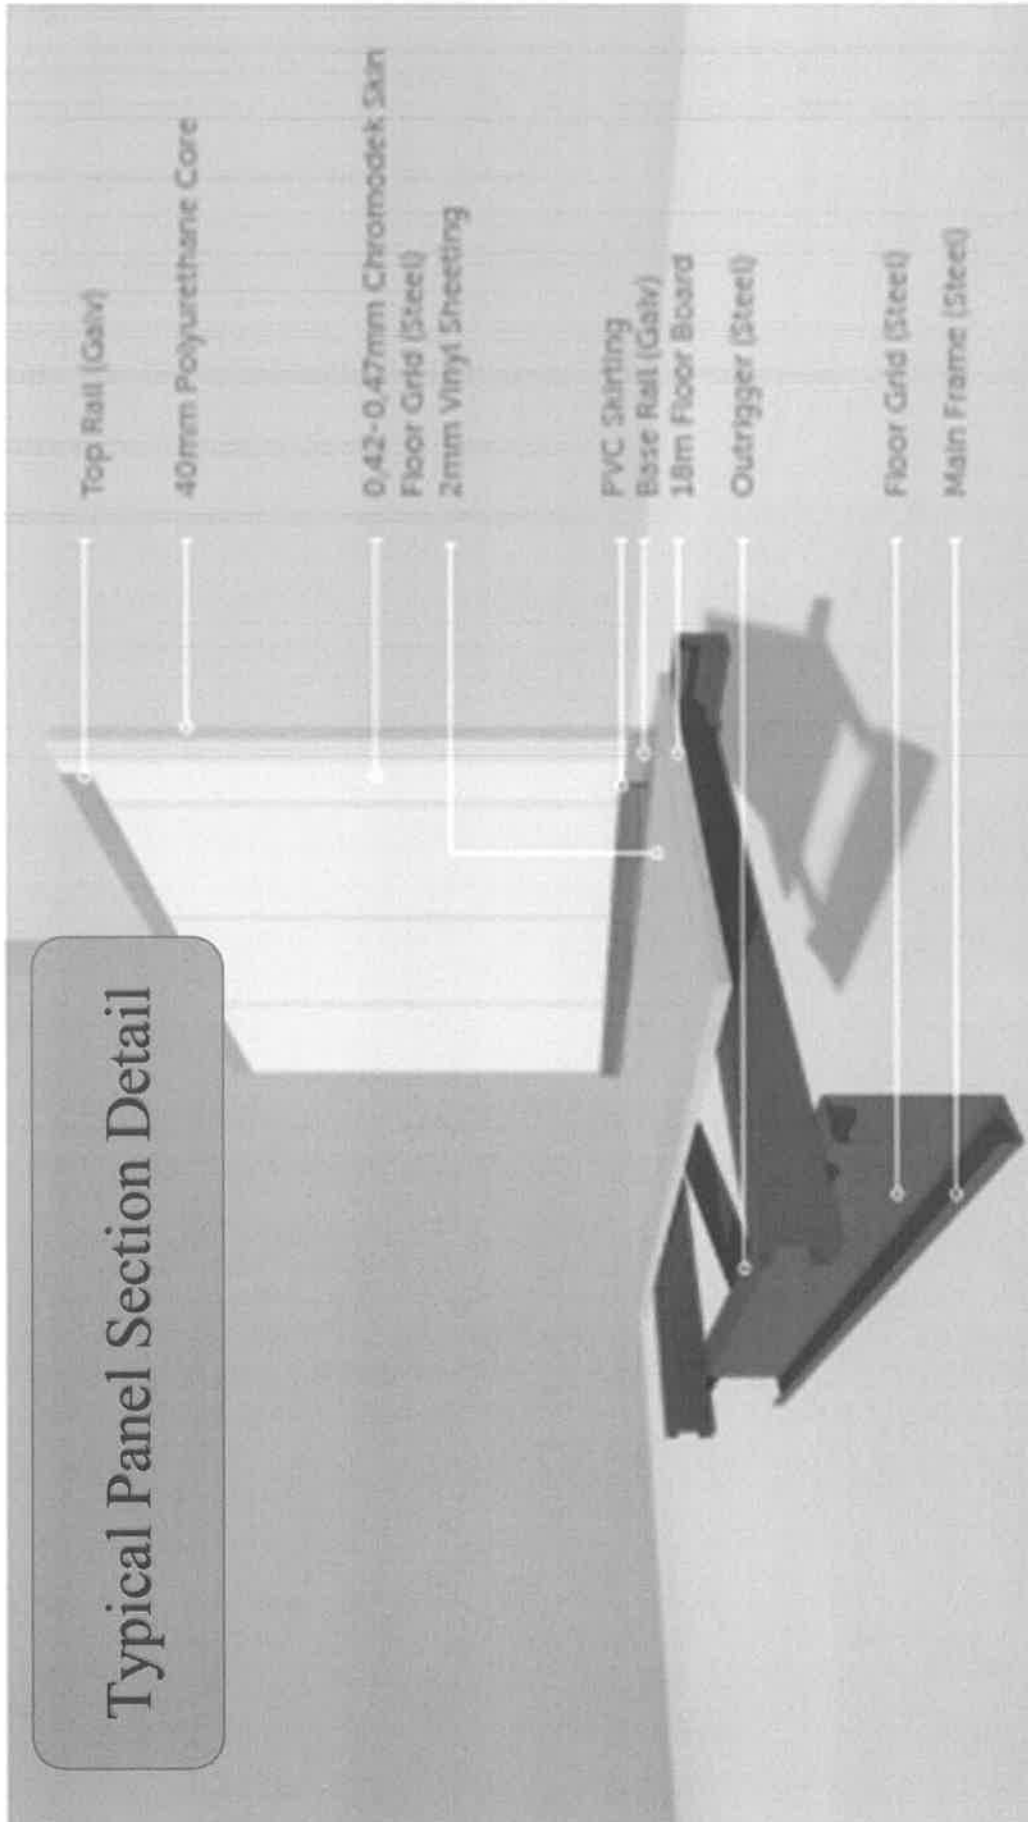 Typical Panel Section Detail
Top Rail (Galv)
40mm Polyurethane Core
0,42-0,47mm Chromodek Skin
Floor Grid (Steel)
2mm Vinyl Sheeting
PVC Skirting
Base Rail (Galv)
18m Floor Board
Outrigger (Steel)
Floor Grid (Steel)
Main Frame (Steel)